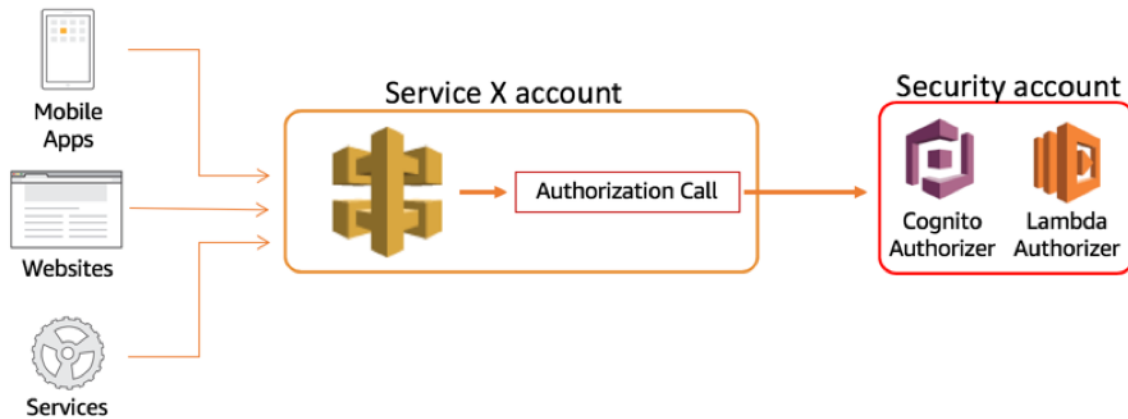 Mobile
Apps
Websites
Services
Service X account
Authorization Call
Security account
Cognito
Authorizer
Lambda
Authorizer